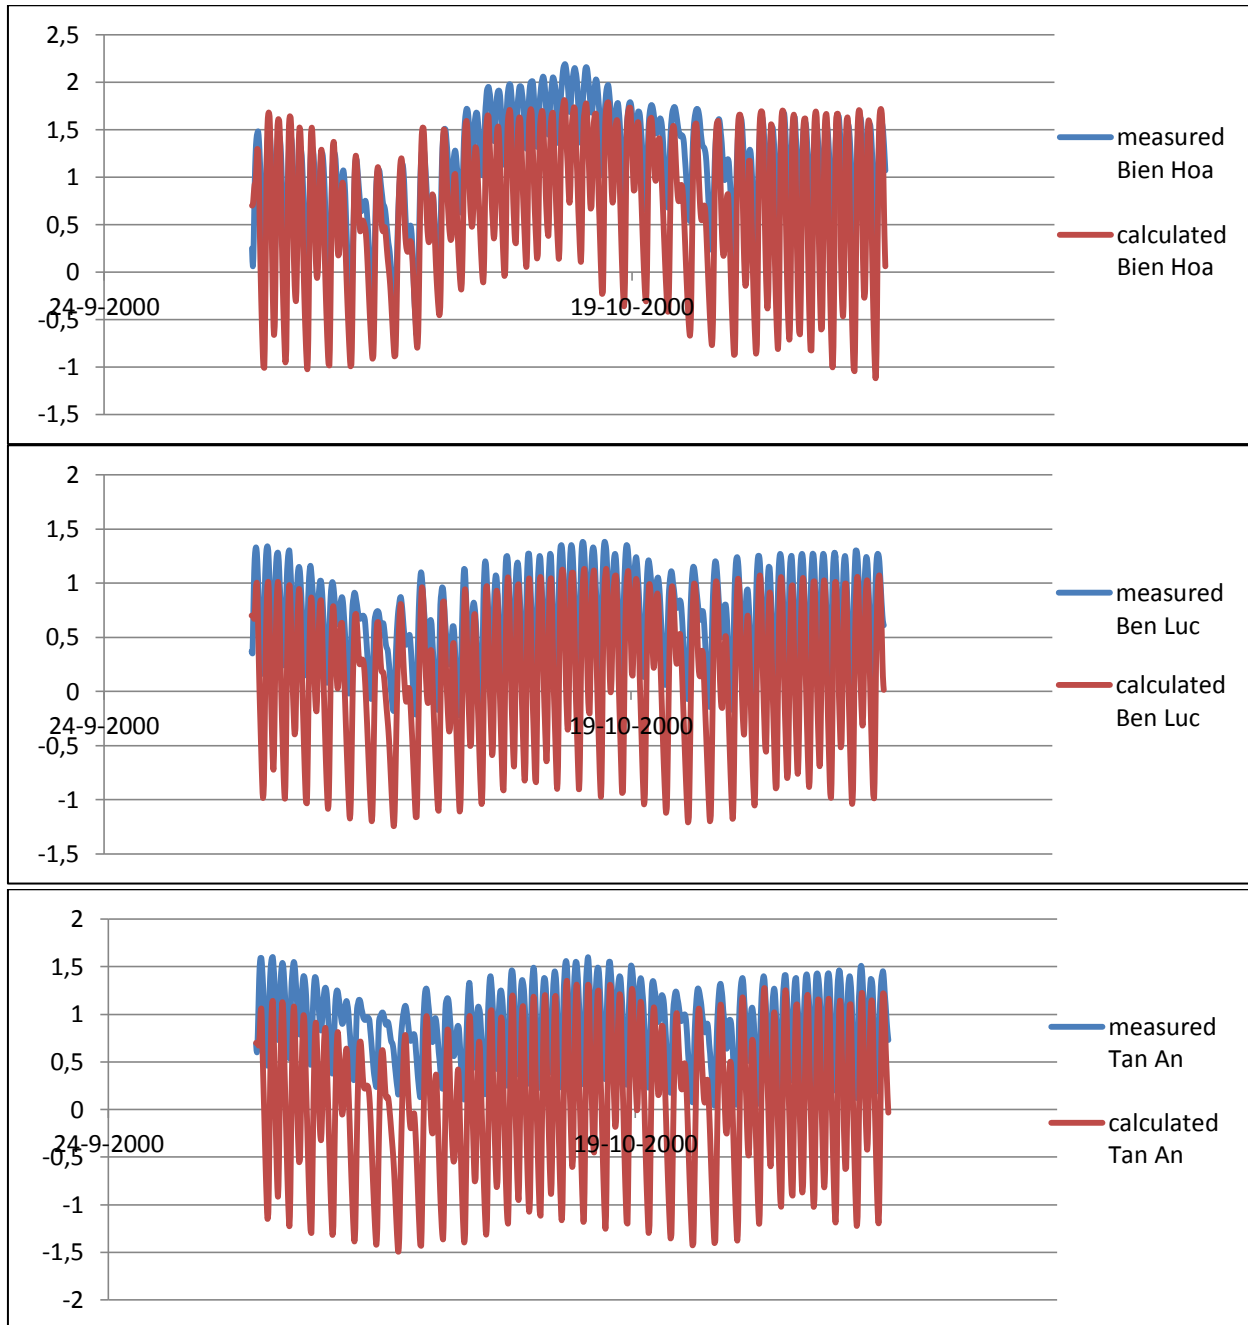 2,5
2
1,5
1
0,5
0
-0,5
-1
-1,5
24-9-2000
19-10-2000
measured
Bien Hoa
calculated
Bien Hoa
2
1,5
1
0,5
0
-0,5
-1
-1,5
24-9-2000
19-10-2000
measured
Ben Luc
calculated
Ben Luc
2
1,5
1
0,5
0
-0,5
-1
-1,5
-2
24-9-2000
19-10-2000
measured
Tan An
calculated
Tan An